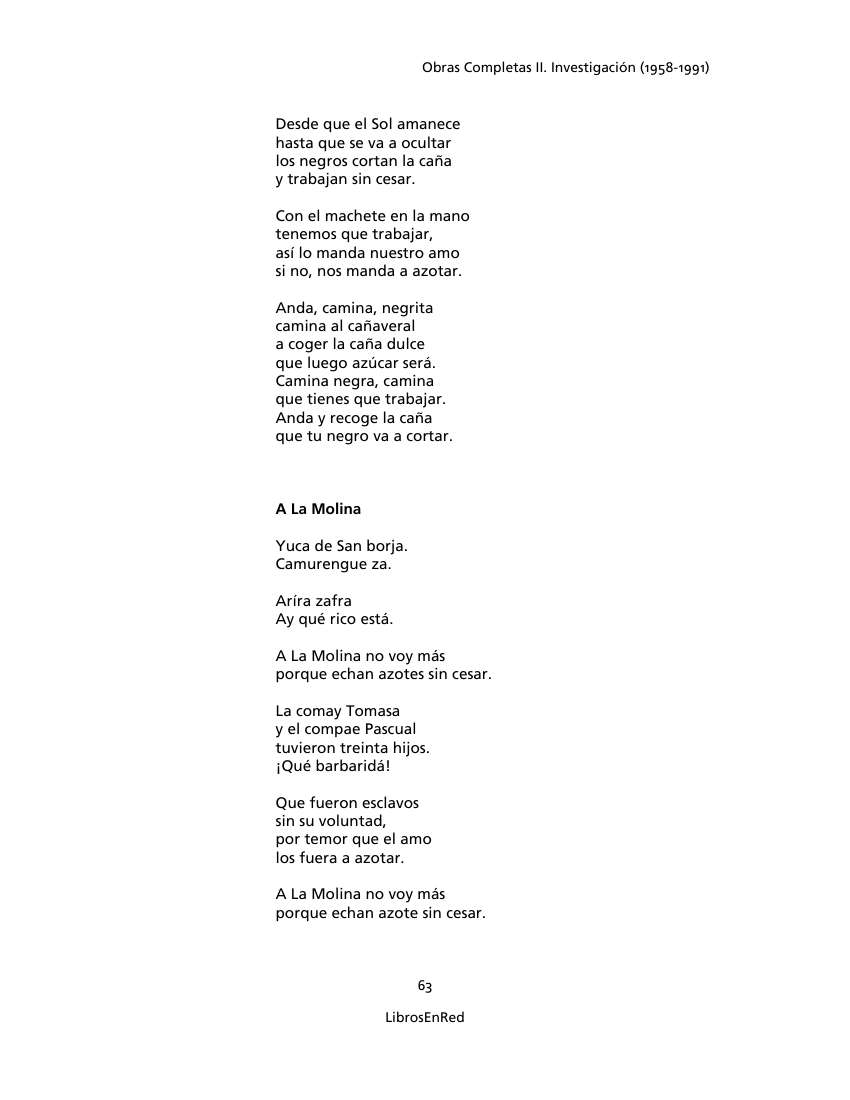 Obras Completas II. Investigación (1958-1991)
Desde que el Sol amanece
hasta que se va a ocultar
los negros cortan la caña
y trabajan sin cesar.
Con el machete en la mano
tenemos que trabajar,
así lo manda nuestro amo
si no, nos manda a azotar.
Anda, camina, negrita
camina al cañaveral
a coger la caña dulce
que luego azúcar será.
Camina negra, camina
que tienes que trabajar.
Anda y recoge la caña
que tu negro va a cortar.
A La Molina
Yuca de San borja.
Camurengue za.
Aríra zafra
Ay qué rico está.
A La Molina no voy más
porque echan azotes sin cesar.
La comay Tomasa
y el compae Pascual
tuvieron treinta hijos.
¡Qué barbaridá!
Que fueron esclavos
sin su voluntad,
por temor que el amo
los fuera a azotar.
A La Molina no voy más
porque echan azote sin cesar.
63
LibrosEnRed